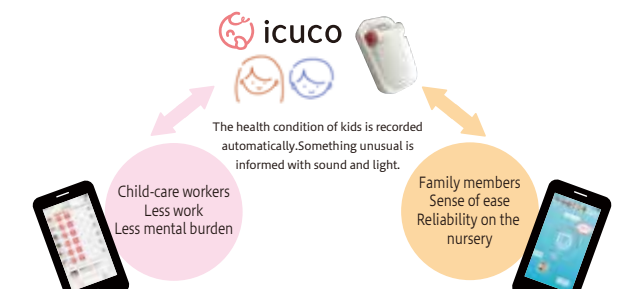 icuco
The health condition of kids is recorded
automatically.Something unusual is
informed with sound and light.
Child-care workers
Less work
Less mental burden
Family members
Sense of ease
Reliability on the
nursery